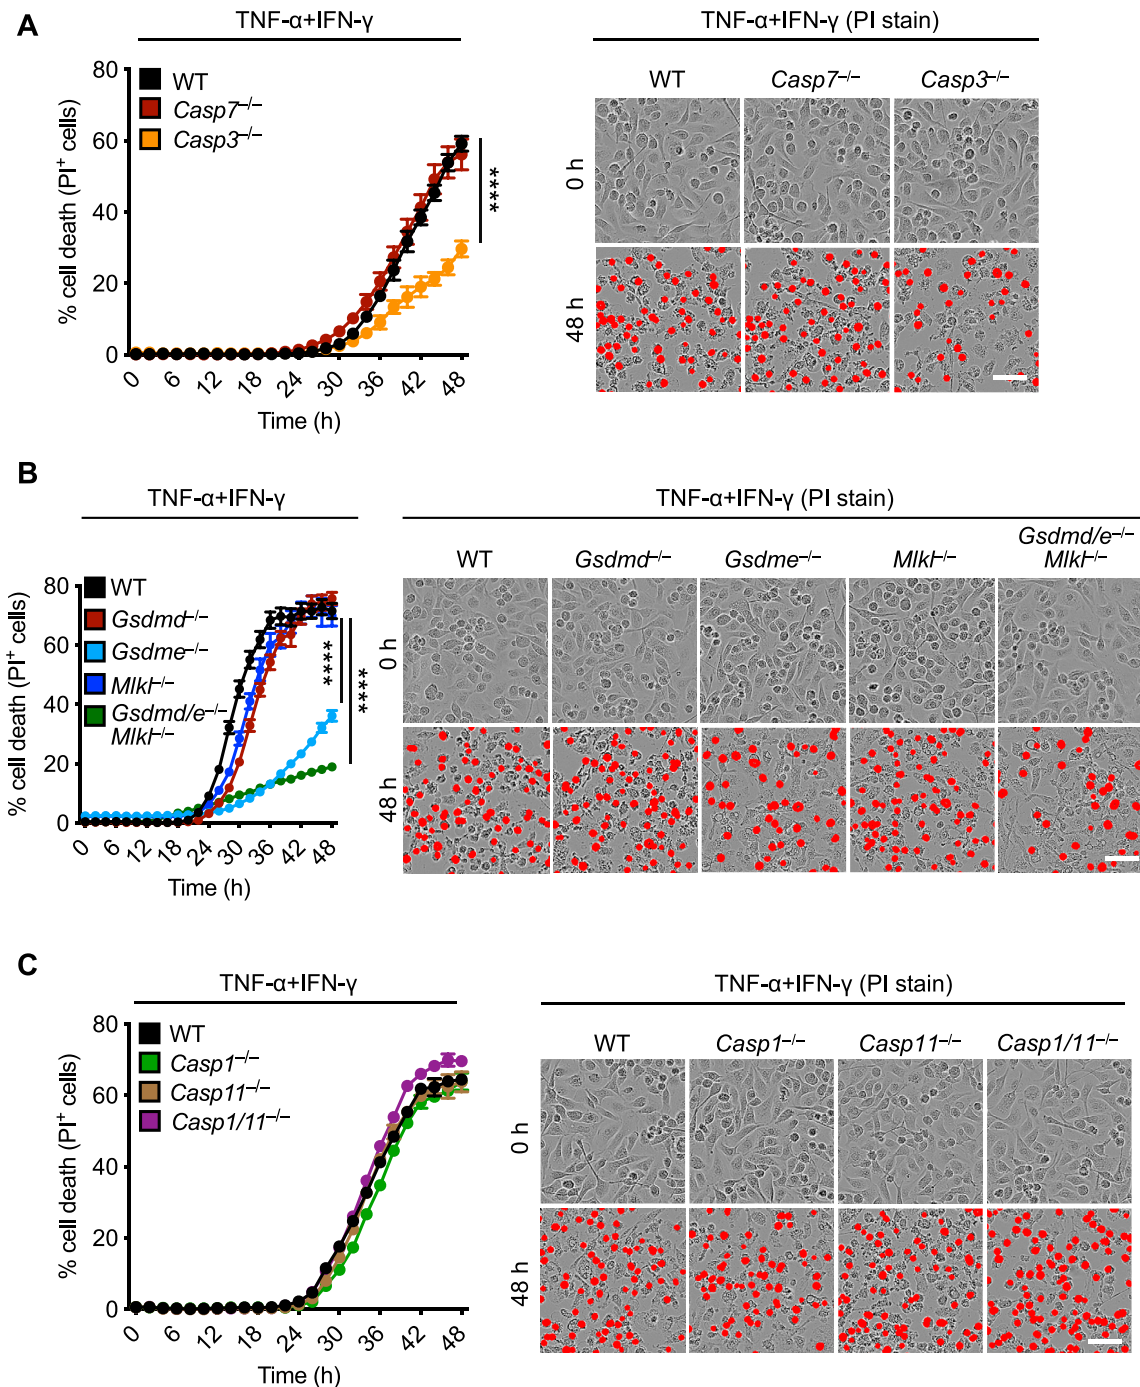 A
TNF-α+IFN-γ
% cell death (PI⁺ cells)
80
60
40
20
0
WT
Casp7–/–
Casp3–/–
****
0 6 12 18 24 30 36 42 48
Time (h)
TNF-α+IFN-γ (PI stain)
WT Casp7–/– Casp3–/–
0 h
48 h
B
TNF-α+IFN-γ
% cell death (PI⁺ cells)
80
60
40
20
0
WT
Gsdmd–/–
Gsdme–/–
Mlkl–/–
Gsdmd/e–/–
Mlkl–/–
****
****
0 6 12 18 24 30 36 42 48
Time (h)
TNF-α+IFN-γ (PI stain)
WT Gsdmd–/– Gsdme–/– Mlkl–/– Gsdmd/e–/–
Mlkl–/–
0 h
48 h
C
TNF-α+IFN-γ
% cell death (PI⁺ cells)
80
60
40
20
0
WT
Casp1–/–
Casp11–/–
Casp1/11–/–
0 6 12 18 24 30 36 42 48
Time (h)
TNF-α+IFN-γ (PI stain)
WT Casp1–/– Casp11–/– Casp1/11–/–
0 h
48 h